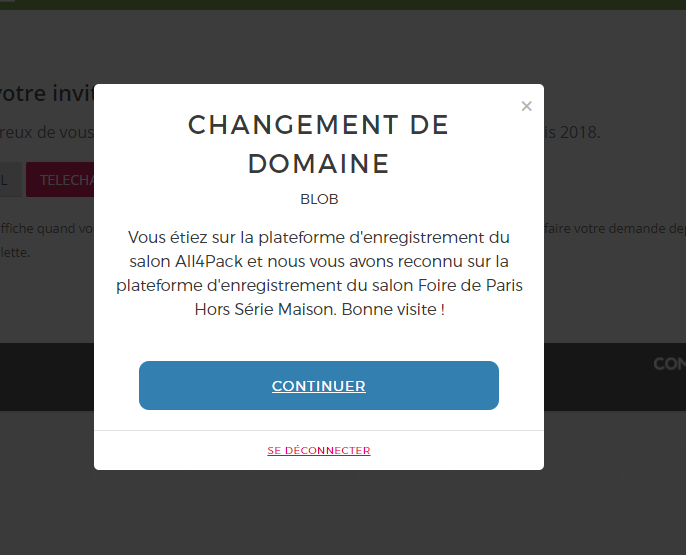 votre invit
×
CHANGEMENT DE
DOMAINE
reux de vous
is 2018.
BLOB
L
TELECHA
Vous étiez sur la plateforme d'enregistrement du
salon All4Pack et nous vous avons reconnu sur la
plateforme d'enregistrement du salon Foire de Paris
Hors Série Maison. Bonne visite !
ffiche quand vo
faire votre demande de
lette.
CON
CONTINUER
SE DÉCONNECTER